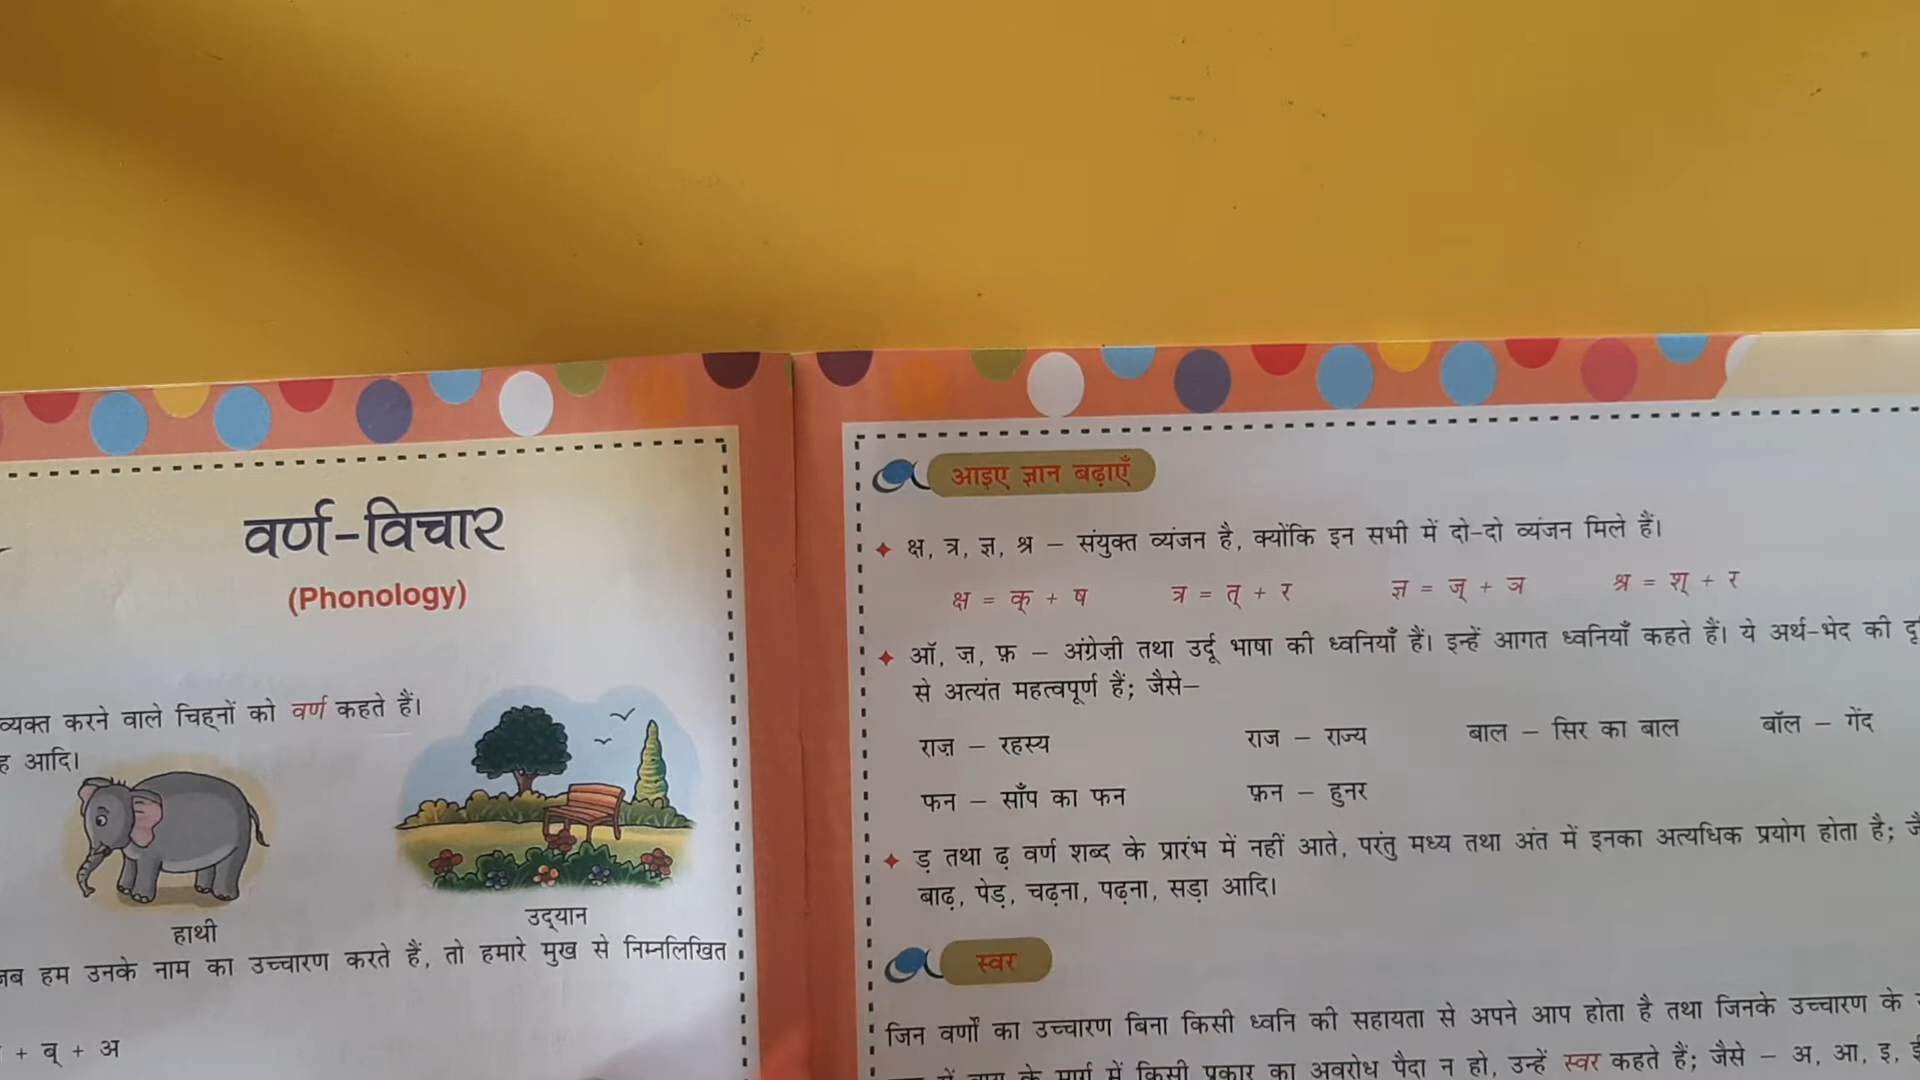 वर्ण-विचार
(Phonology)
व्यक्त करने वाले चिह्नों को वर्ण कहते हैं।
ह आदि।
हाथी
उद्यान
जब हम उनके नाम का उच्चारण करते हैं, तो हमारे मुख से निम्नलिखित
+ ब् + अ
आइए ज्ञान बढ़ाएँ
क्ष, त्र, ज्ञ, श्र – संयुक्त व्यंजन है, क्योंकि इन सभी में दो-दो व्यंजन मिले हैं।
क्ष = क् + ष त्र = त् + र ज्ञ = ज् + ञ श्र = श् + र
ऑ, ज़, फ़ – अंग्रेज़ी तथा उर्दू भाषा की ध्वनियाँ हैं। इन्हें आगत ध्वनियाँ कहते हैं। ये अर्थ-भेद की
से अत्यंत महत्वपूर्ण हैं; जैसे–
राज़ – रहस्य राज – राज्य बाल – सिर का बाल बॉल – गेंद
फन – साँप का फन फ़न – हुनर
ड़ तथा ढ़ वर्ण शब्द के प्रारंभ में नहीं आते, परंतु मध्य तथा अंत में इनका अत्यधिक प्रयोग होता है;
बाढ़, पेड़, चढ़ना, पढ़ना, सड़ा आदि।
स्वर
जिन वर्णों का उच्चारण बिना किसी ध्वनि की सहायता से अपने आप होता है तथा जिनके उच्चारण के
में वायु के मार्ग में किसी प्रकार का अवरोध पैदा न हो, उन्हें स्वर कहते हैं; जैसे – अ, आ, इ, ई